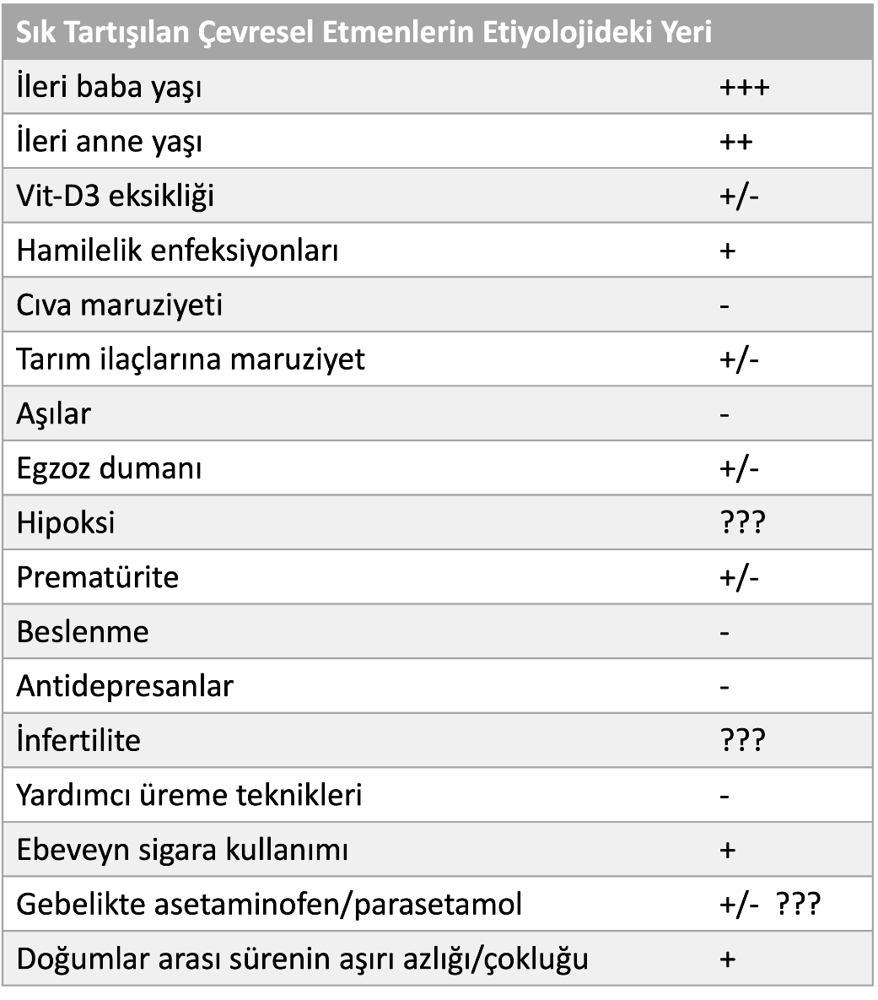 Sık Tartışılan Çevresel Etmenlerin Etiyolojideki Yeri
İleri baba yaşı +++
İleri anne yaşı ++
Vit-D3 eksikliği +/-
Hamilelik enfeksiyonları +
Cıva maruziyeti -
Tarım ilaçlarına maruziyet +/-
Aşılar -
Egzoz dumanı +/-
Hipoksi ???
Prematürite +/-
Beslenme -
Antidepresanlar -
İnfertilite ???
Yardımcı üreme teknikleri -
Ebeveyn sigara kullanımı +
Gebelikte asetaminofen/parasetamol +/- ???
Doğumlar arası sürenin aşırı azlığı/çokluğu +